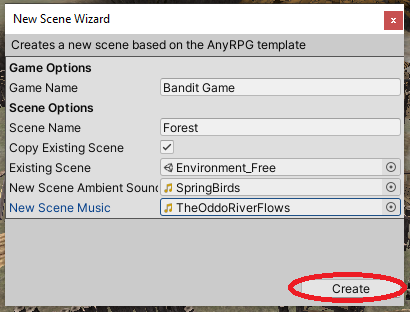 New Scene Wizard
x
Creates a new scene based on the AnyRPG template
Game Options
Game Name Bandit Game
Scene Options
Scene Name Forest
Copy Existing Scene
Existing Scene Environment_Free
New Scene Ambient Soun SpringBirds
New Scene Music TheOddoRiverFlows
Create